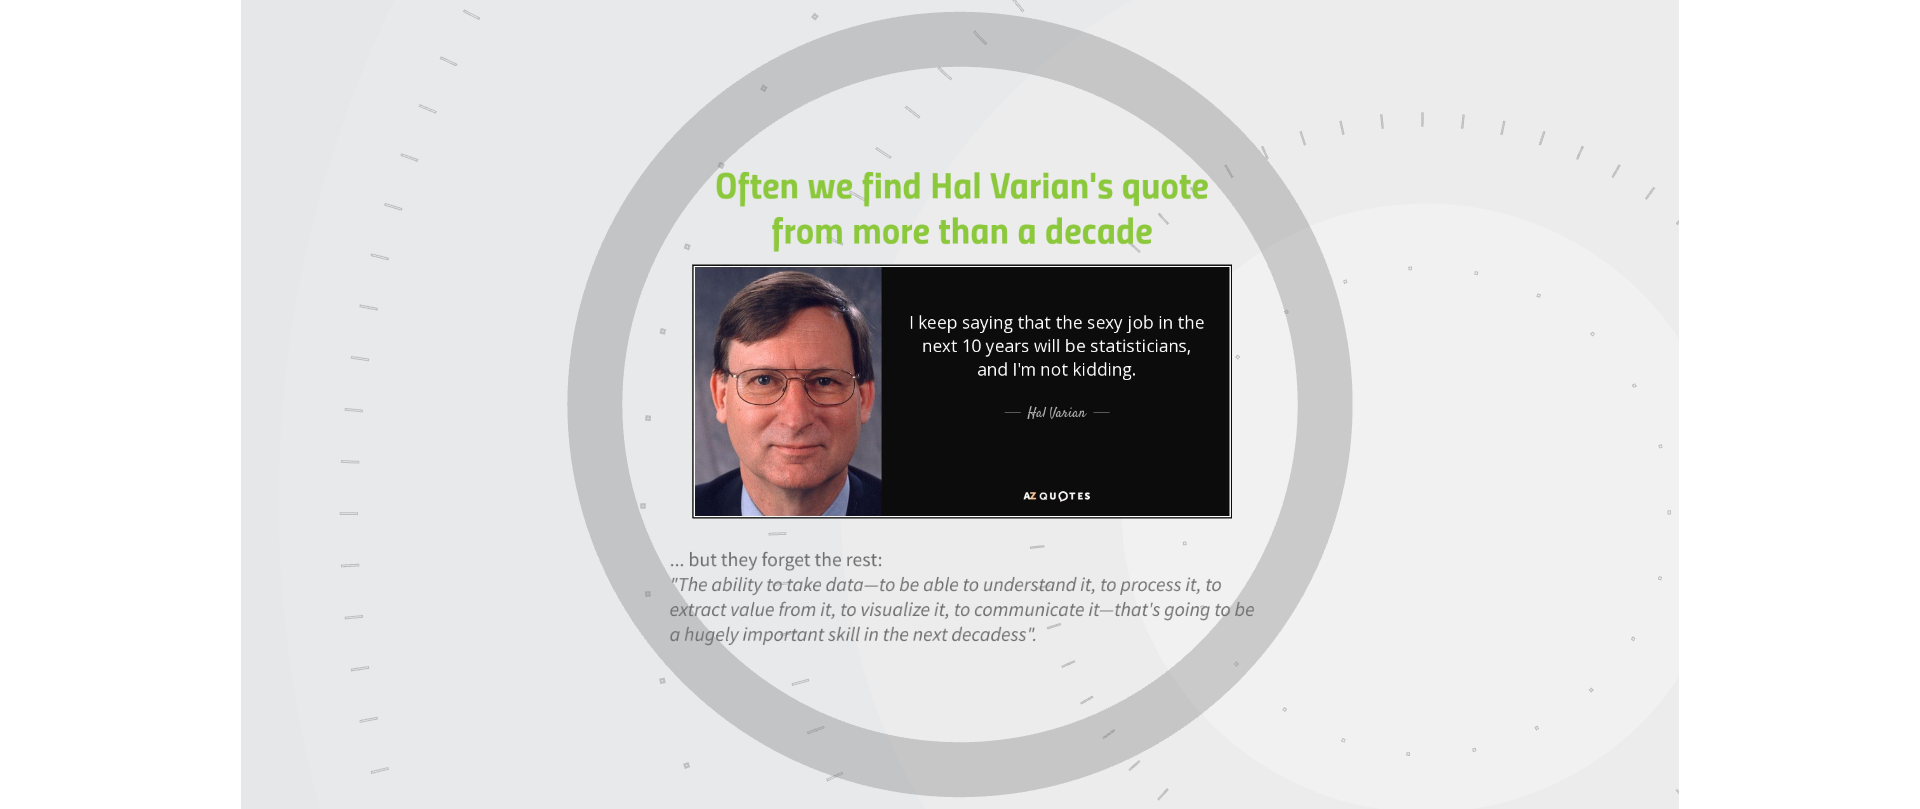 Often we find Hal Varian's quote
from more than a decade
I keep saying that the sexy job in the
next 10 years will be statisticians,
and I'm not kidding.
Hal Varian
AZ QUOTES
... but they forget the rest:
"The ability to take data—to be able to understand it, to process it, to
extract value from it, to visualize it, to communicate it—that's going to be
a hugely important skill in the next decadess".